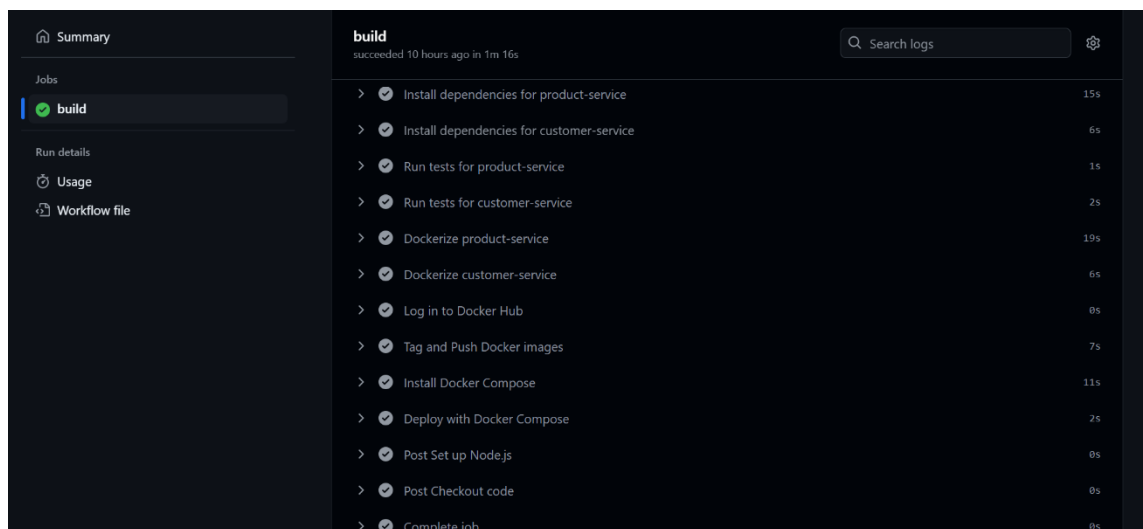 Summary
Jobs
build
Run details
Usage
Workflow file
build
succeeded 10 hours ago in 1m 16s
Search logs
Install dependencies for product-service 15s
Install dependencies for customer-service 6s
Run tests for product-service 1s
Run tests for customer-service 2s
Dockerize product-service 19s
Dockerize customer-service 6s
Log in to Docker Hub 0s
Tag and Push Docker images 7s
Install Docker Compose 11s
Deploy with Docker Compose 2s
Post Set up Node.js 0s
Post Checkout code 0s
Complete job 0s